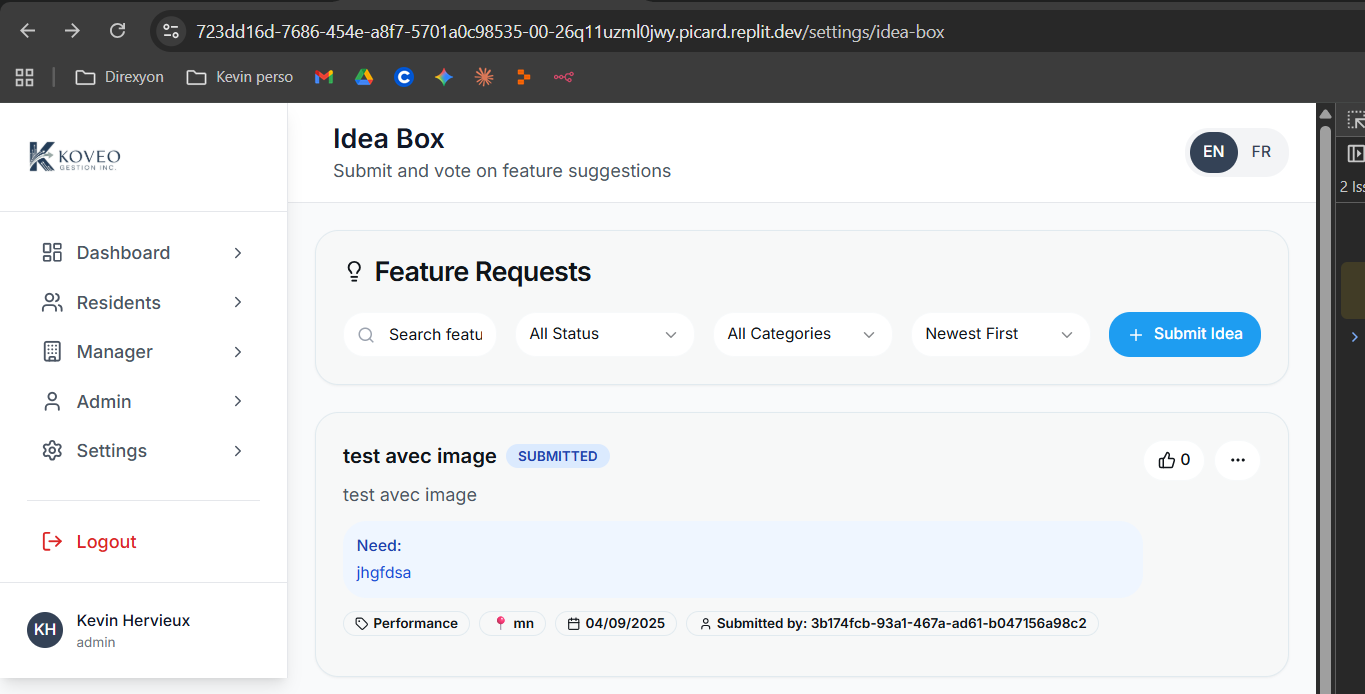 723dd16d-7686-454e-a8f7-5701a0c98535-00-26q11uzml0jwy.picard.replit.dev/settings/idea-box
Direxyon
Kevin perso
KOVEO
GESTION INC.
Idea Box
Submit and vote on feature suggestions
EN FR
2 Iss
Dashboard
Residents
Manager
Admin
Settings
Logout
KH
Kevin Hervieux
admin
Feature Requests
Search featu
All Status
All Categories
Newest First
+ Submit Idea
test avec image
SUBMITTED
0
...
test avec image
Need:
jhgfdsa
Performance
mn
04/09/2025
Submitted by: 3b174fcb-93a1-467a-ad61-b047156a98c2